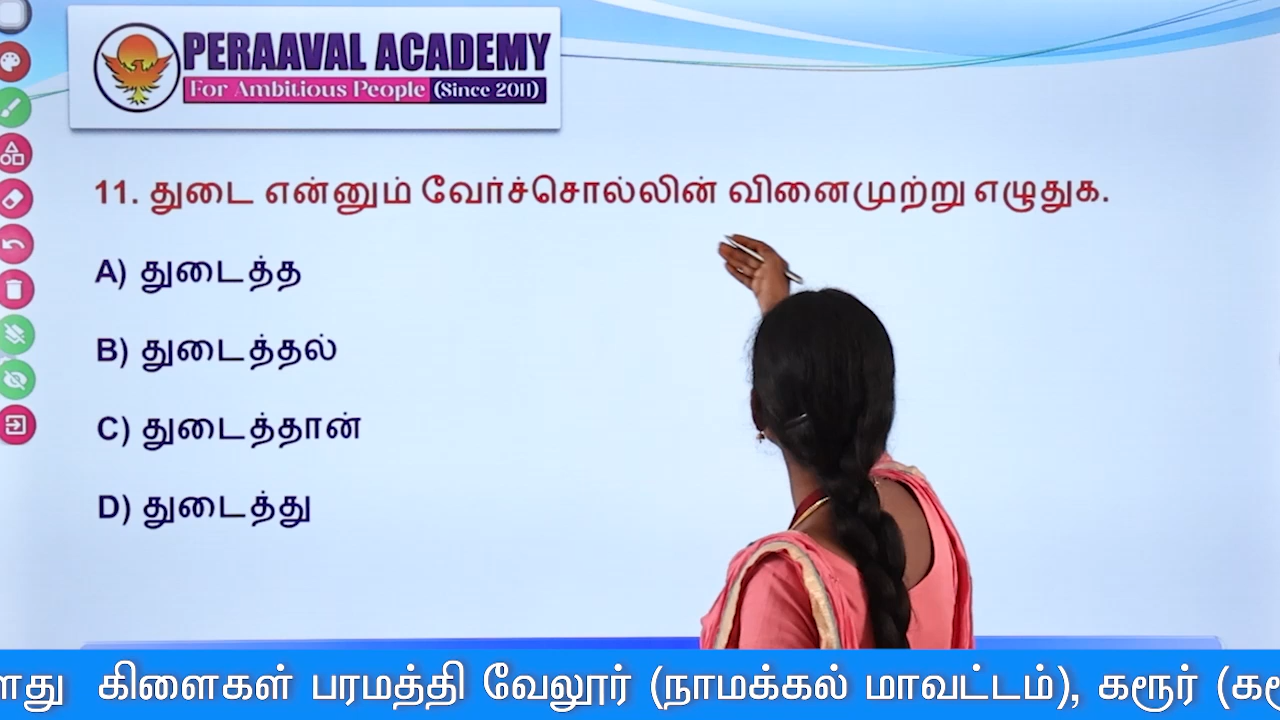 PERAAVAL ACADEMY
For Ambitious People (Since 2011)
11. துடை என்னும் வேர்ச்சொல்லின் வினைமுற்று எழுதுக.
A) துடைத்த
B) துடைத்தல்
C) துடைத்தான்
D) துடைத்து
கிளைகள் பரமத்தி வேலூர் (நாமக்கல் மாவட்டம்), கரூர்